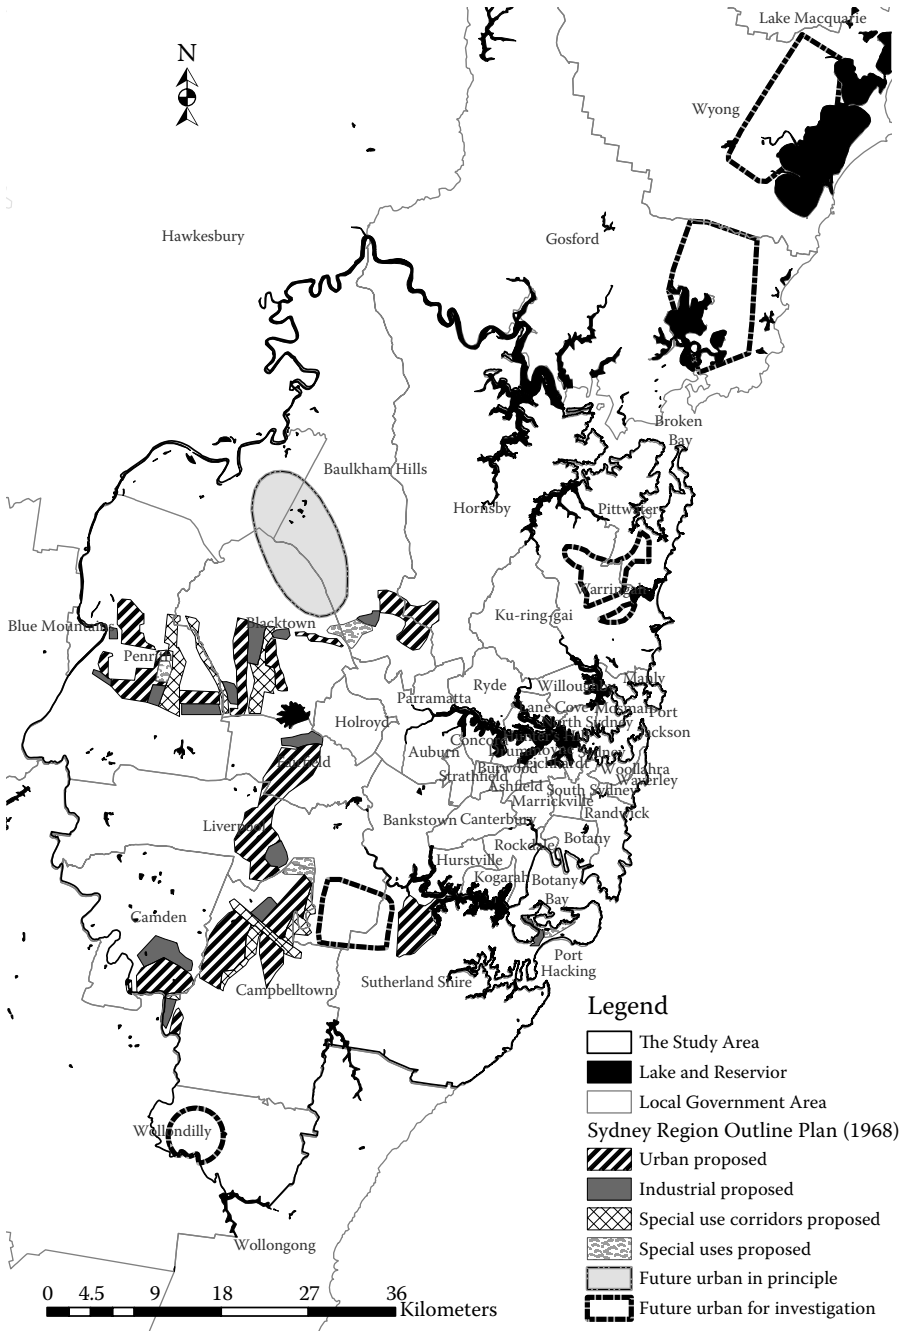 Lake Macquarie
N
Wyong
Hawkesbury
Gosford
Broken
Bay
Baulkham Hills
Hornsby
Pittwater
Warringah
Ku-ring-gai
Blacktown
Blue Mountains
Penrith
Manly
Ryde
Willoughby
Parramatta
Lane Cove
Mosman
Port
Jackson
Holroyd
North Sydney
Concord
Auburn
Drummoyne
Sydney
Leichhardt
Fairfield
Burwood
Woollahra
Strathfield
Waverley
Ashfield
South Sydney
Marrickville
Randwick
Bankstown
Canterbury
Liverpool
Botany
Rockdale
Hurstville
Kogarah
Botany
Bay
Camden
Port
Hacking
Sutherland Shire
Campbelltown
Wollondilly
Wollongong
Legend
The Study Area
Lake and Reservior
Local Government Area
Sydney Region Outline Plan (1968)
Urban proposed
Industrial proposed
Special use corridors proposed
Special uses proposed
Future urban in principle
Future urban for investigation
0 4.5 9 18 27 36
Kilometers